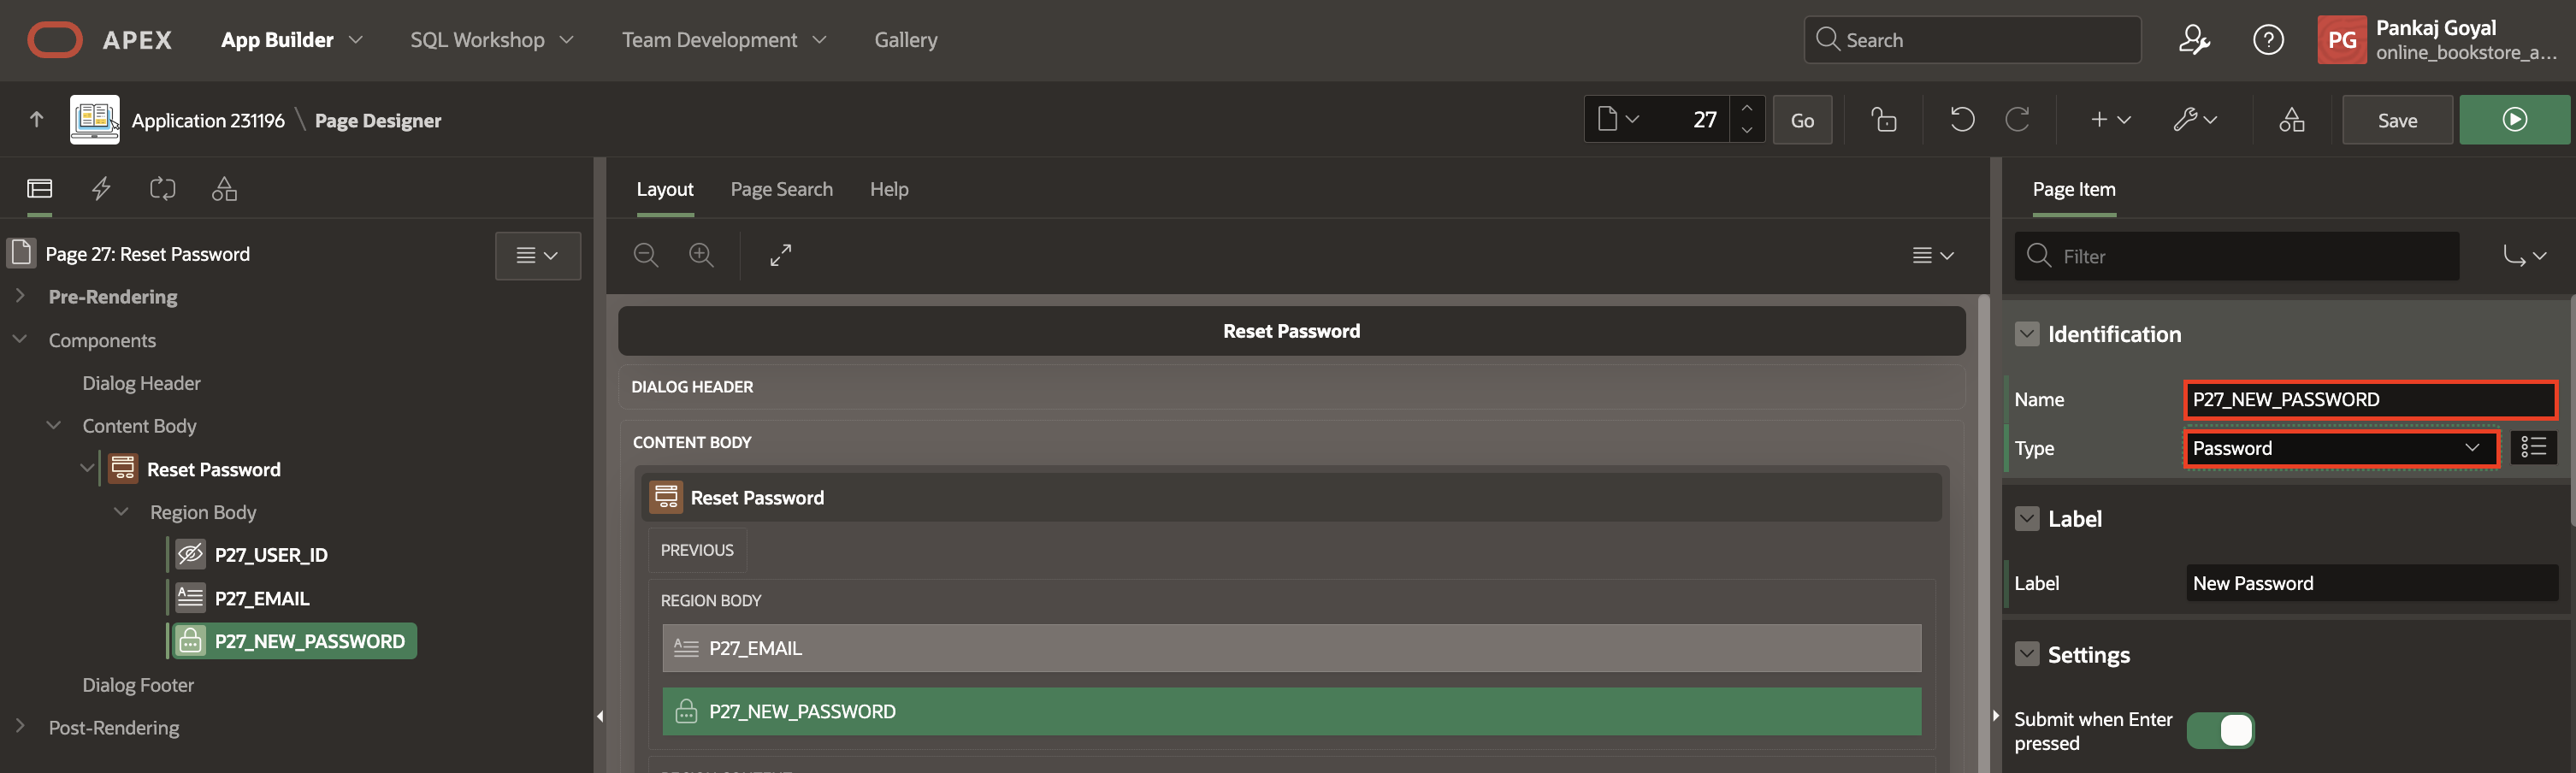 APEX
App Builder
SQL Workshop
Team Development
Gallery
Search
PG
Pankaj Goyal
online_bookstore_a...
Application 231196 \ Page Designer
27
Go
Save
Layout
Page Search
Help
Page Item
Page 27: Reset Password
Filter
Pre-Rendering
Components
Dialog Header
Content Body
Reset Password
Region Body
P27_USER_ID
P27_EMAIL
P27_NEW_PASSWORD
Dialog Footer
Post-Rendering
Reset Password
DIALOG HEADER
CONTENT BODY
Reset Password
PREVIOUS
REGION BODY
P27_EMAIL
P27_NEW_PASSWORD
Identification
Name
P27_NEW_PASSWORD
Type
Password
Label
Label
New Password
Settings
Submit when Enter
pressed